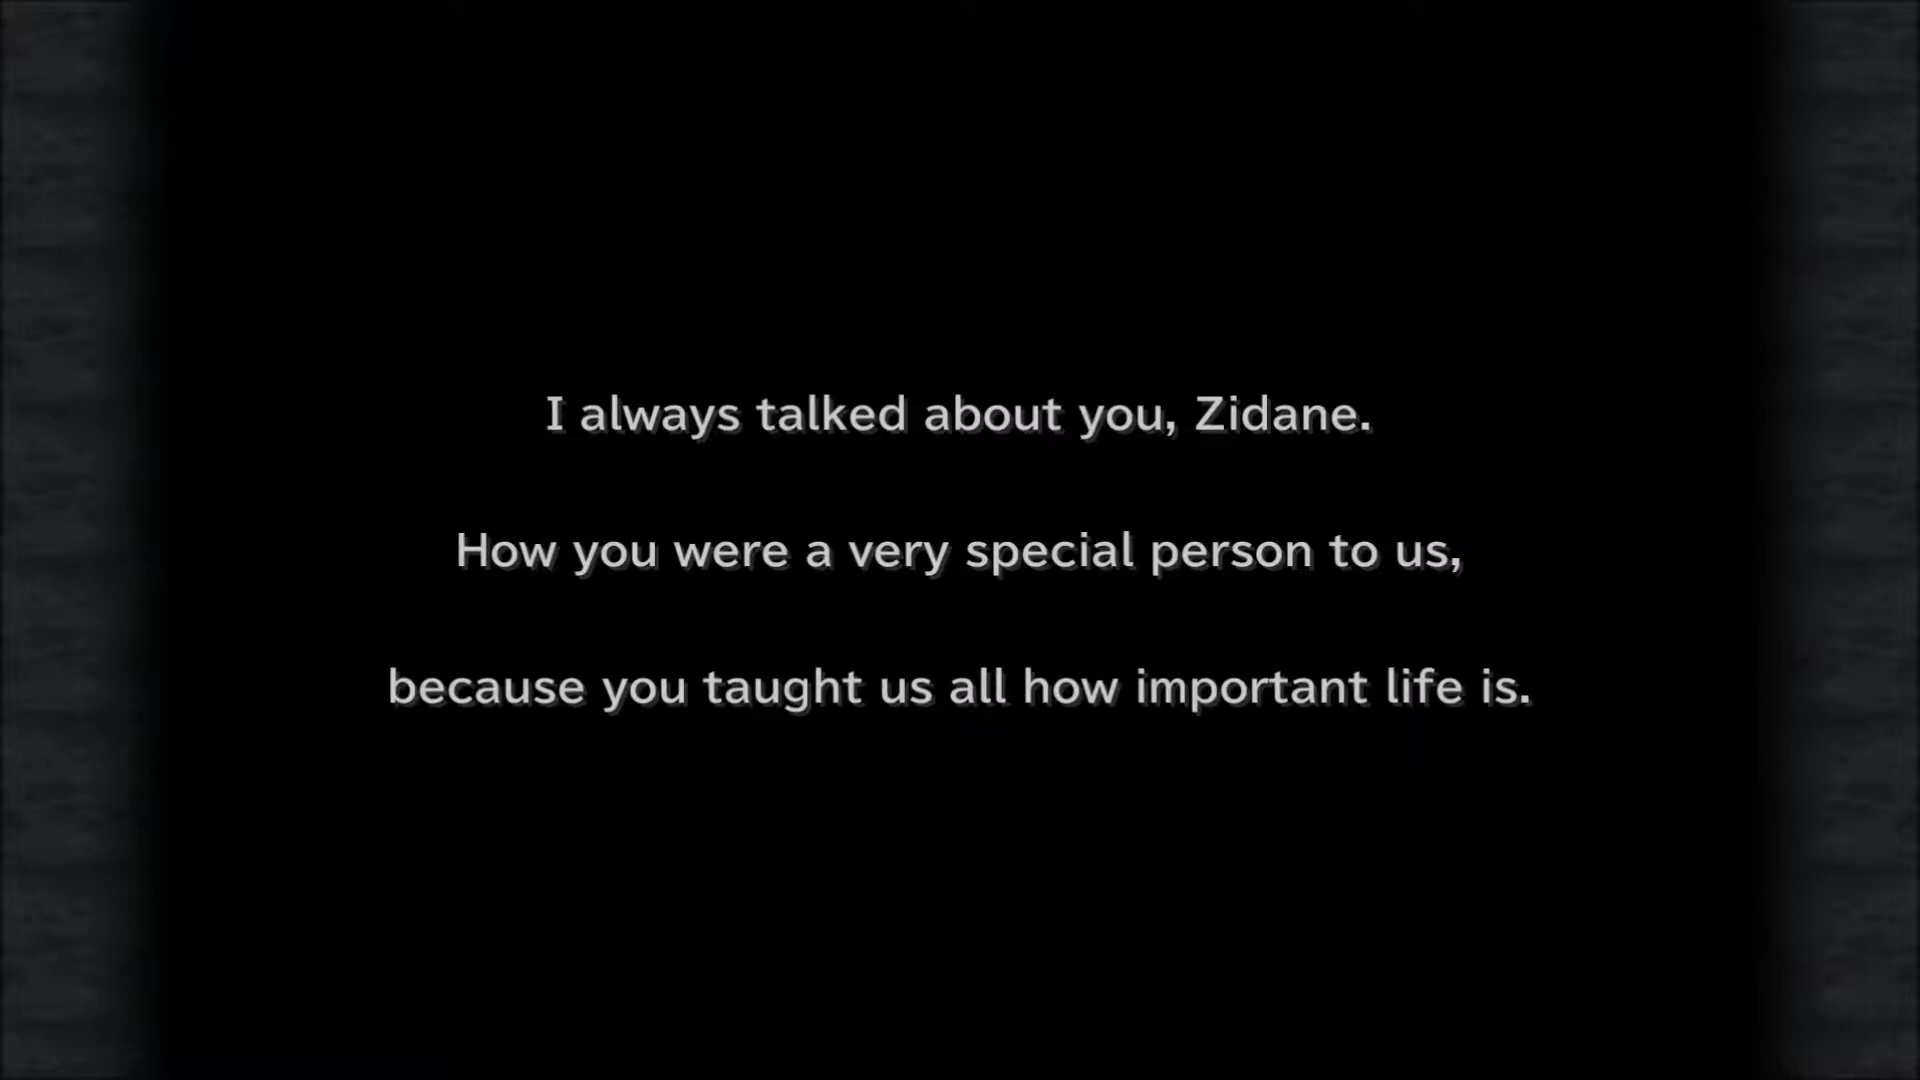 I always talked about you, Zidane.
How you were a very special person to us,
because you taught us all how important life is.